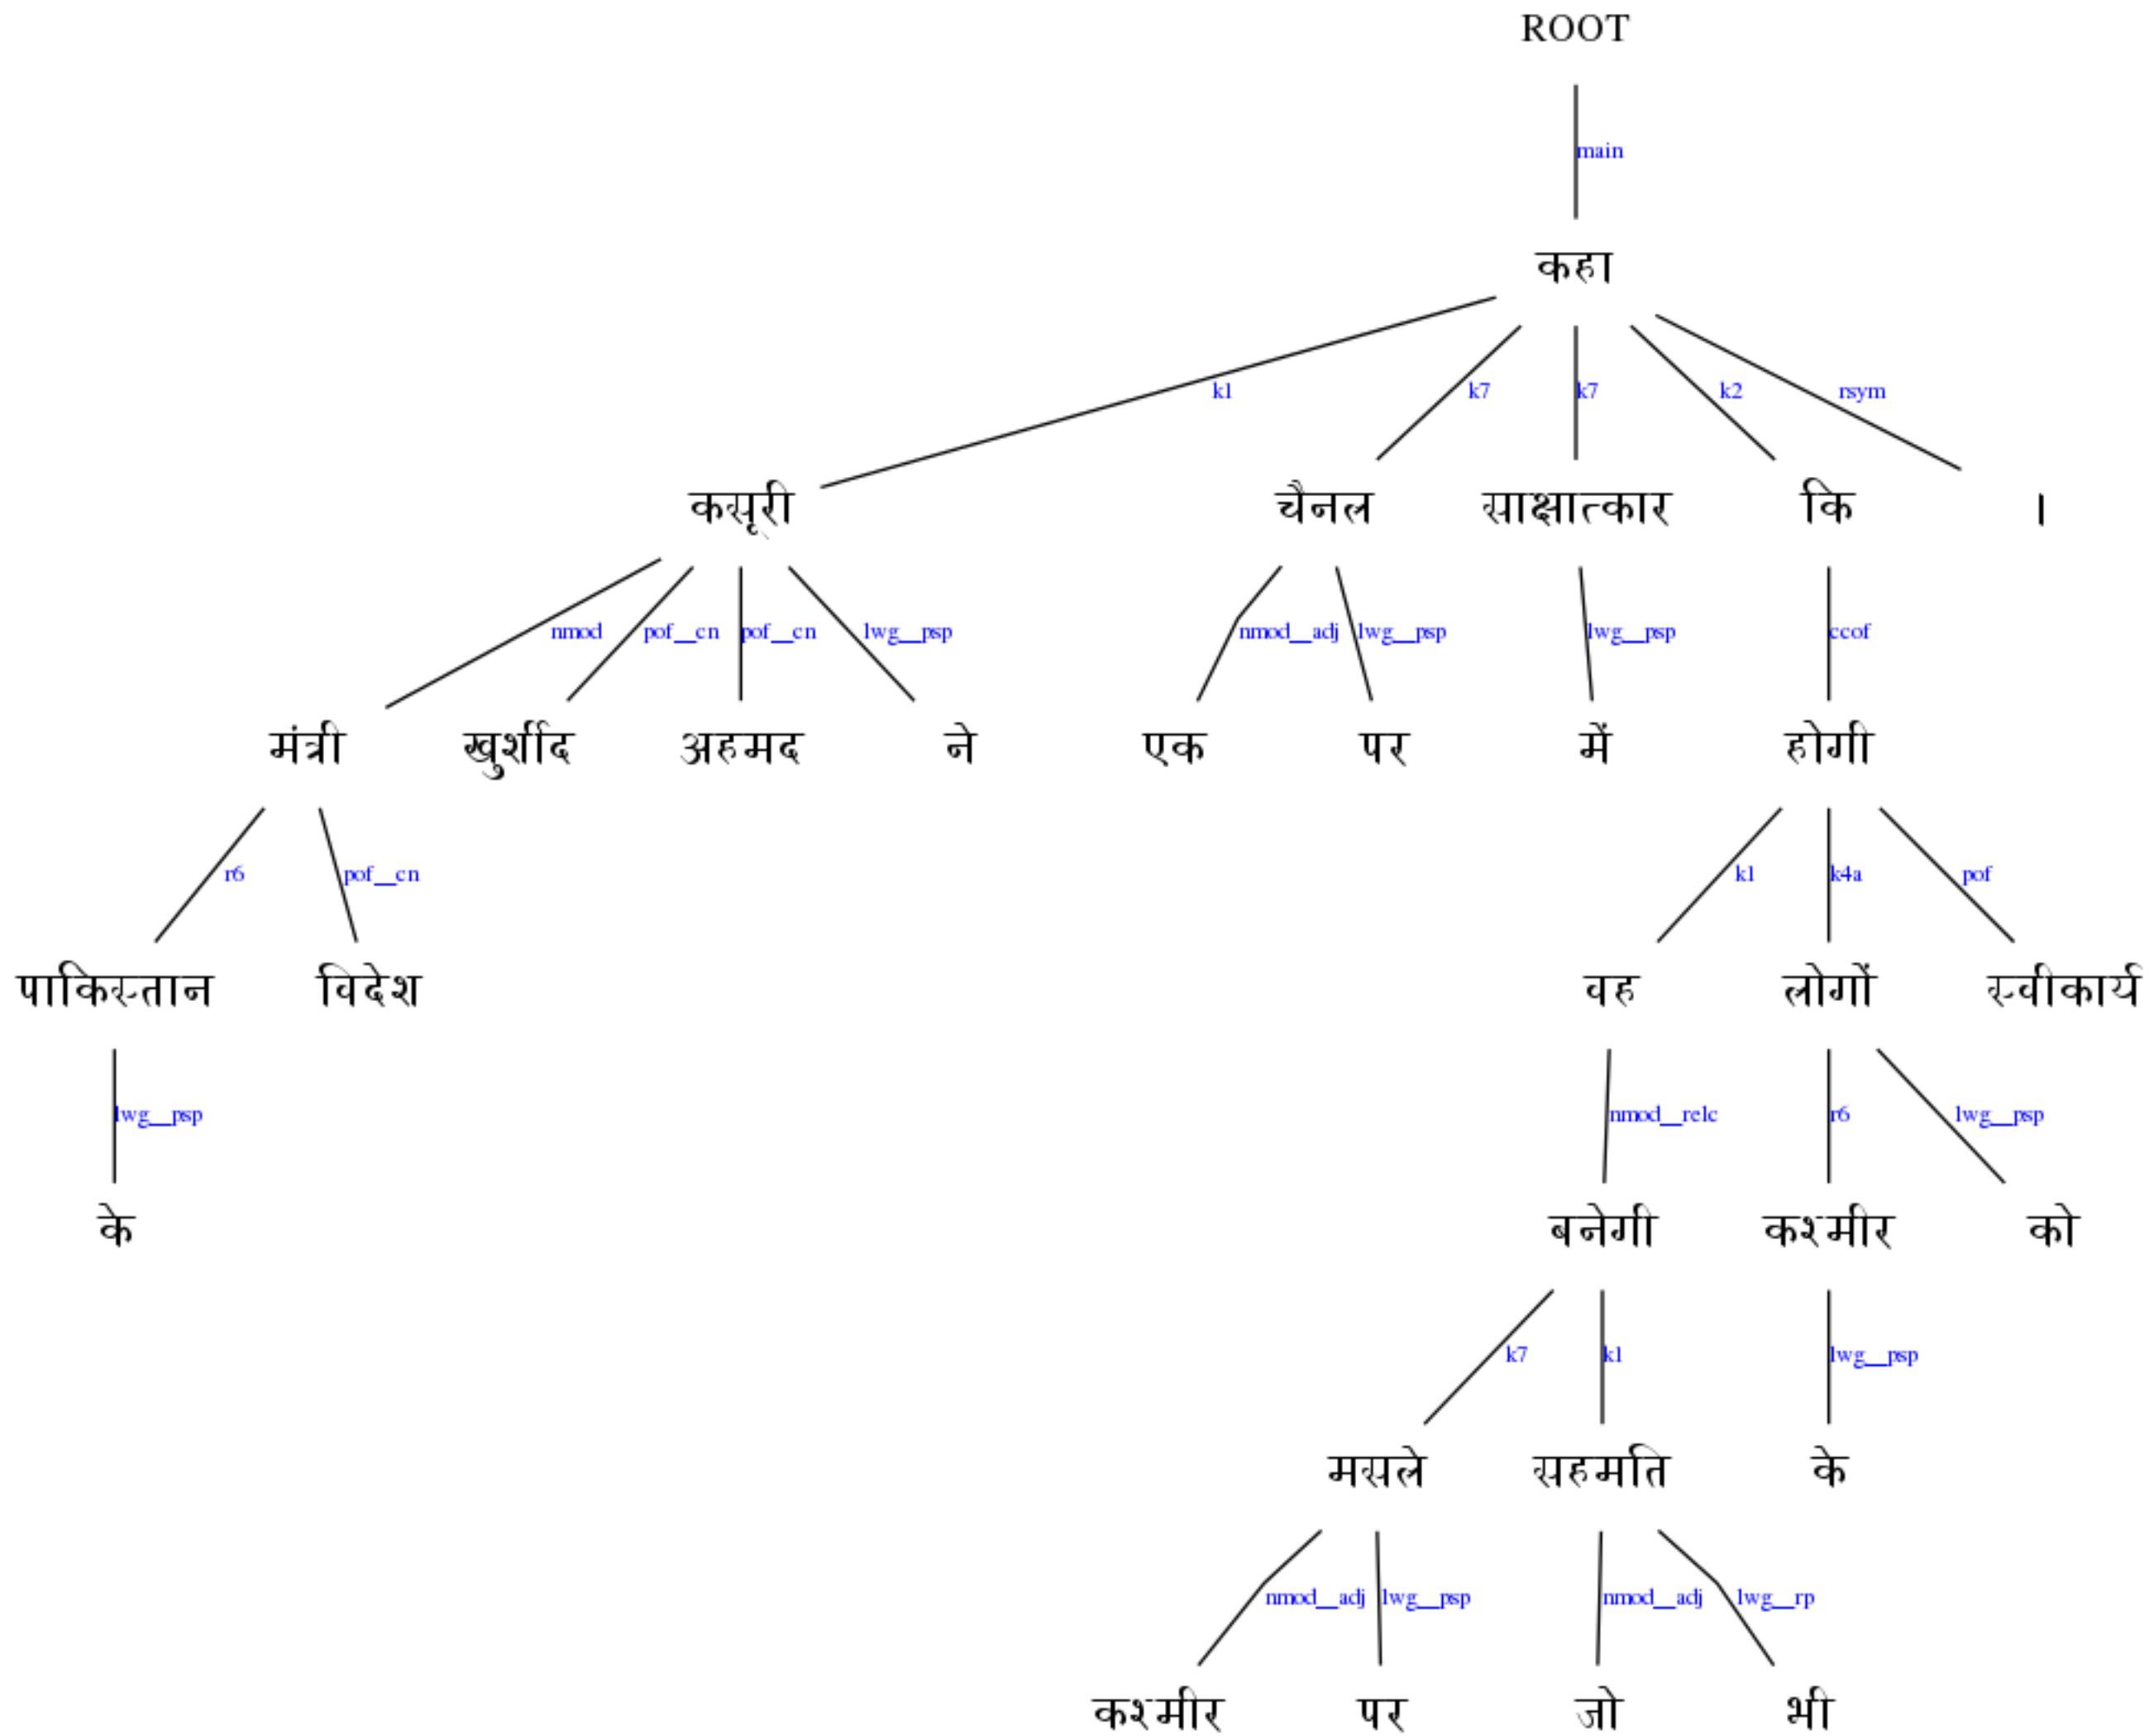 ROOT
main
कहा
k1 k7 k7 k2 rsym
कसूरी चैनल साक्षात्कार कि ।
nmod pof__cn pof__cn lwg__psp nmod__adj lwg__psp lwg__psp ccof
मंत्री खुर्शीद अहमद ने एक पर में होगी
r6 pof__cn k1 k4a pof
पाकिस्तान विदेश वह लोगों स्वीकार्य
lwg__psp nmod__relc r6 lwg__psp
के बनेगी कश्मीर को
k7 k1 lwg__psp
मसले सहमति के
nmod__adj lwg__psp nmod__adj lwg__rp
कश्मीर पर जो भी